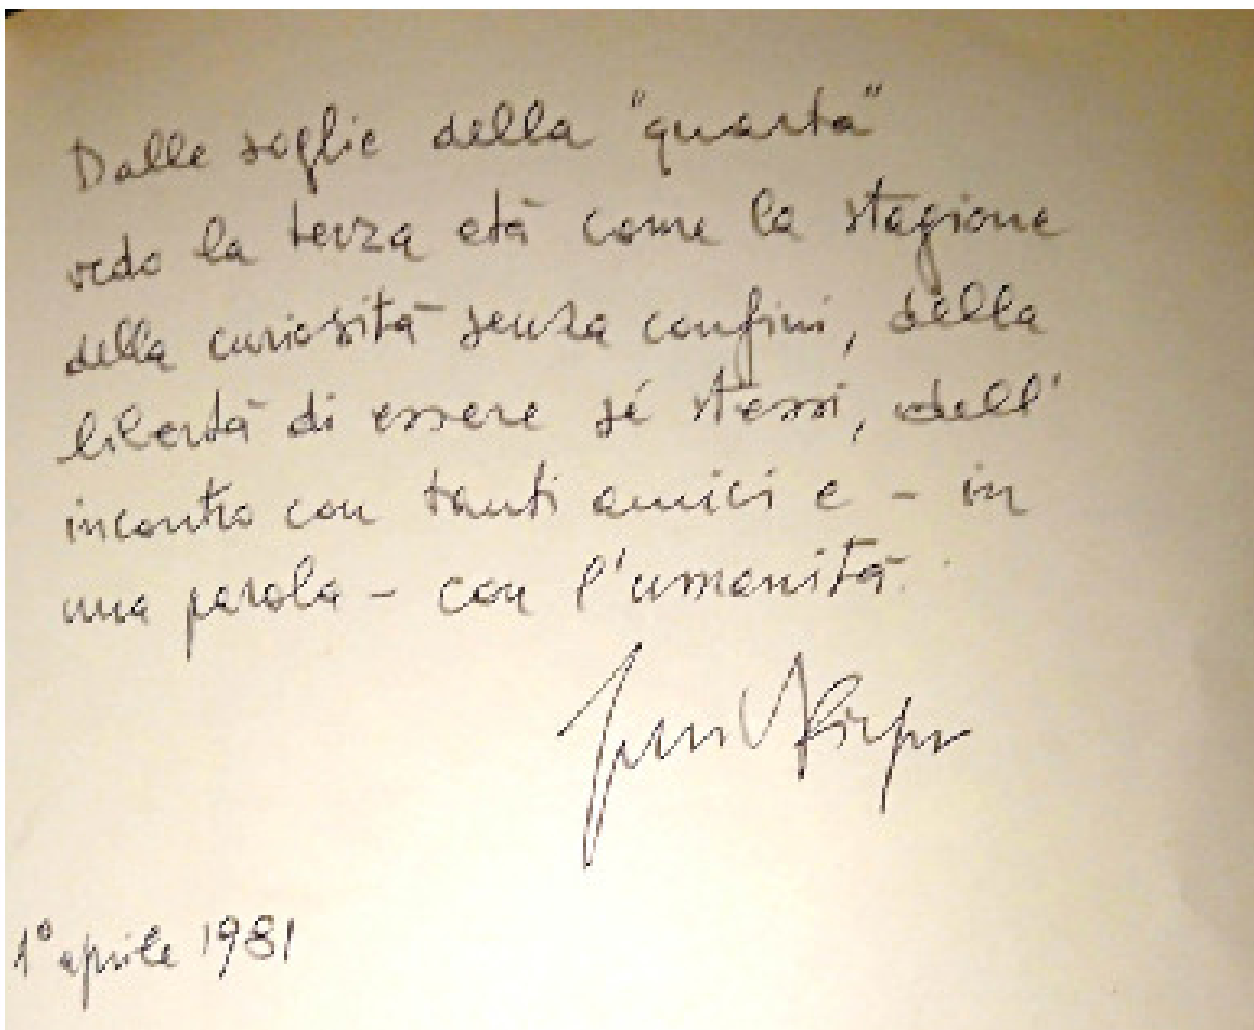 Dalle soglie della "quarta"
vedo la terza età come la stagione
della curiosità senza confini, della
libertà di essere sé stessi, dell'
incontro con tanti amici e - in
una parola - con l'umanità.
1° aprile 1981